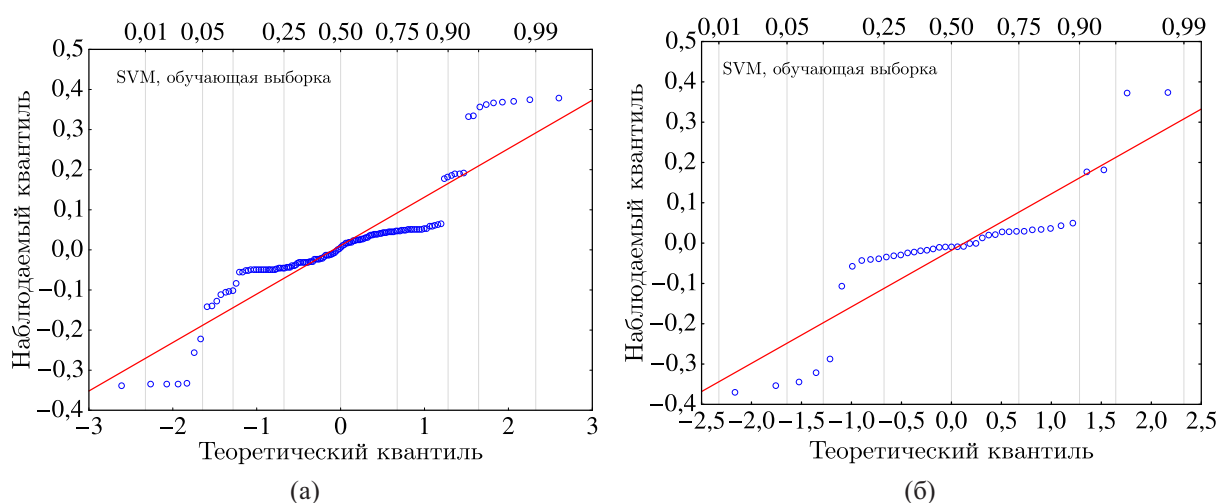 0,01 0,05 0,25 0,50 0,75 0,90 0,99
0,5
0,4
0,3
0,2
0,1
0,0
−0,1
−0,2
−0,3
−0,4
Наблюдаемый квантиль
SVM, обучающая выборка
−3 −2 −1 0 1 2 3
Теоретический квантиль
(а)
0,01 0,05 0,25 0,50 0,75 0,90 0,99
0,5
0,4
0,3
0,2
0,1
0,0
−0,1
−0,2
−0,3
−0,4
Наблюдаемый квантиль
SVM, обучающая выборка
−2,5 −2,0 −1,5 −1,0 −0,5 0,0 0,5 1,0 1,5 2,0 2,5
Теоретический квантиль
(б)